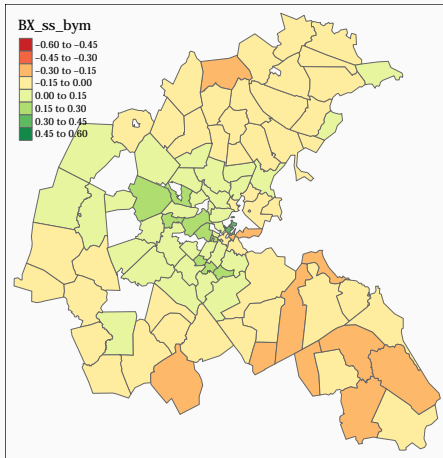 BX_ss_bym
-0.60 to -0.45
-0.45 to -0.30
-0.30 to -0.15
-0.15 to 0.00
0.00 to 0.15
0.15 to 0.30
0.30 to 0.45
0.45 to 0.60